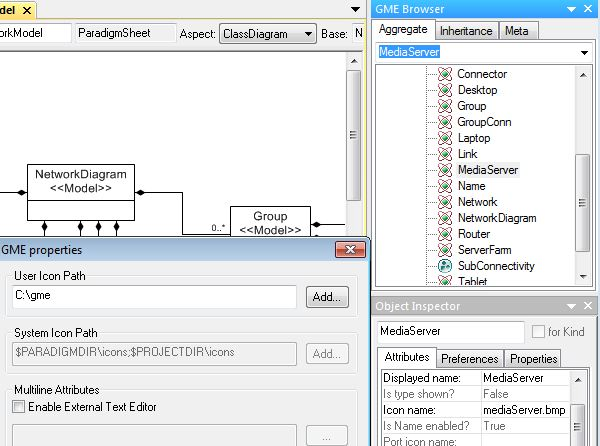 del
orkModel
ParadigmSheet
Aspect:
ClassDiagram
Base:
N
NetworkDiagram
<<Model>>
0..*
Group
<<Model>>
GME properties
User Icon Path
C:\gme
Add...
System Icon Path
$PARADIGMDIR\icons;$PROJECTDIR\icons
Add...
Multiline Attributes
Enable External Text Editor
...
GME Browser
Aggregate
Inheritance
Meta
MediaServer
Connector
Desktop
Group
GroupConn
Laptop
Link
MediaServer
Name
Network
NetworkDiagram
Router
ServerFarm
SubConnectivity
Tablet
Object Inspector
MediaServer
for Kind
Attributes
Preferences
Properties
Displayed name: MediaServer
Is type shown? False
Icon name: mediaServer.bmp
Is Name enabled? True
Port icon name: